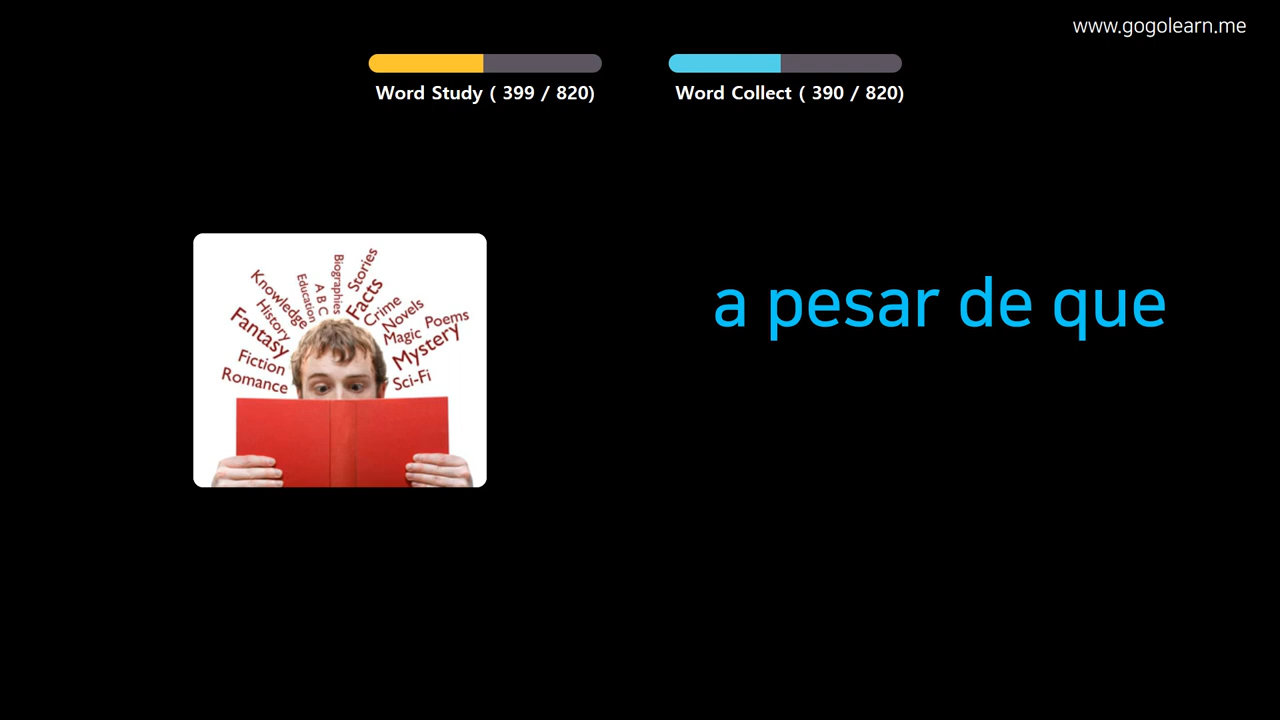 www.gogolearn.me
Word Study ( 399 / 820)
Word Collect ( 390 / 820)
a pesar de que
Knowledge
History
Fantasy
Fiction
Romance
Education
A B C
Biographies
Stories
Facts
Crime
Novels
Magic
Poems
Mystery
Sci-Fi